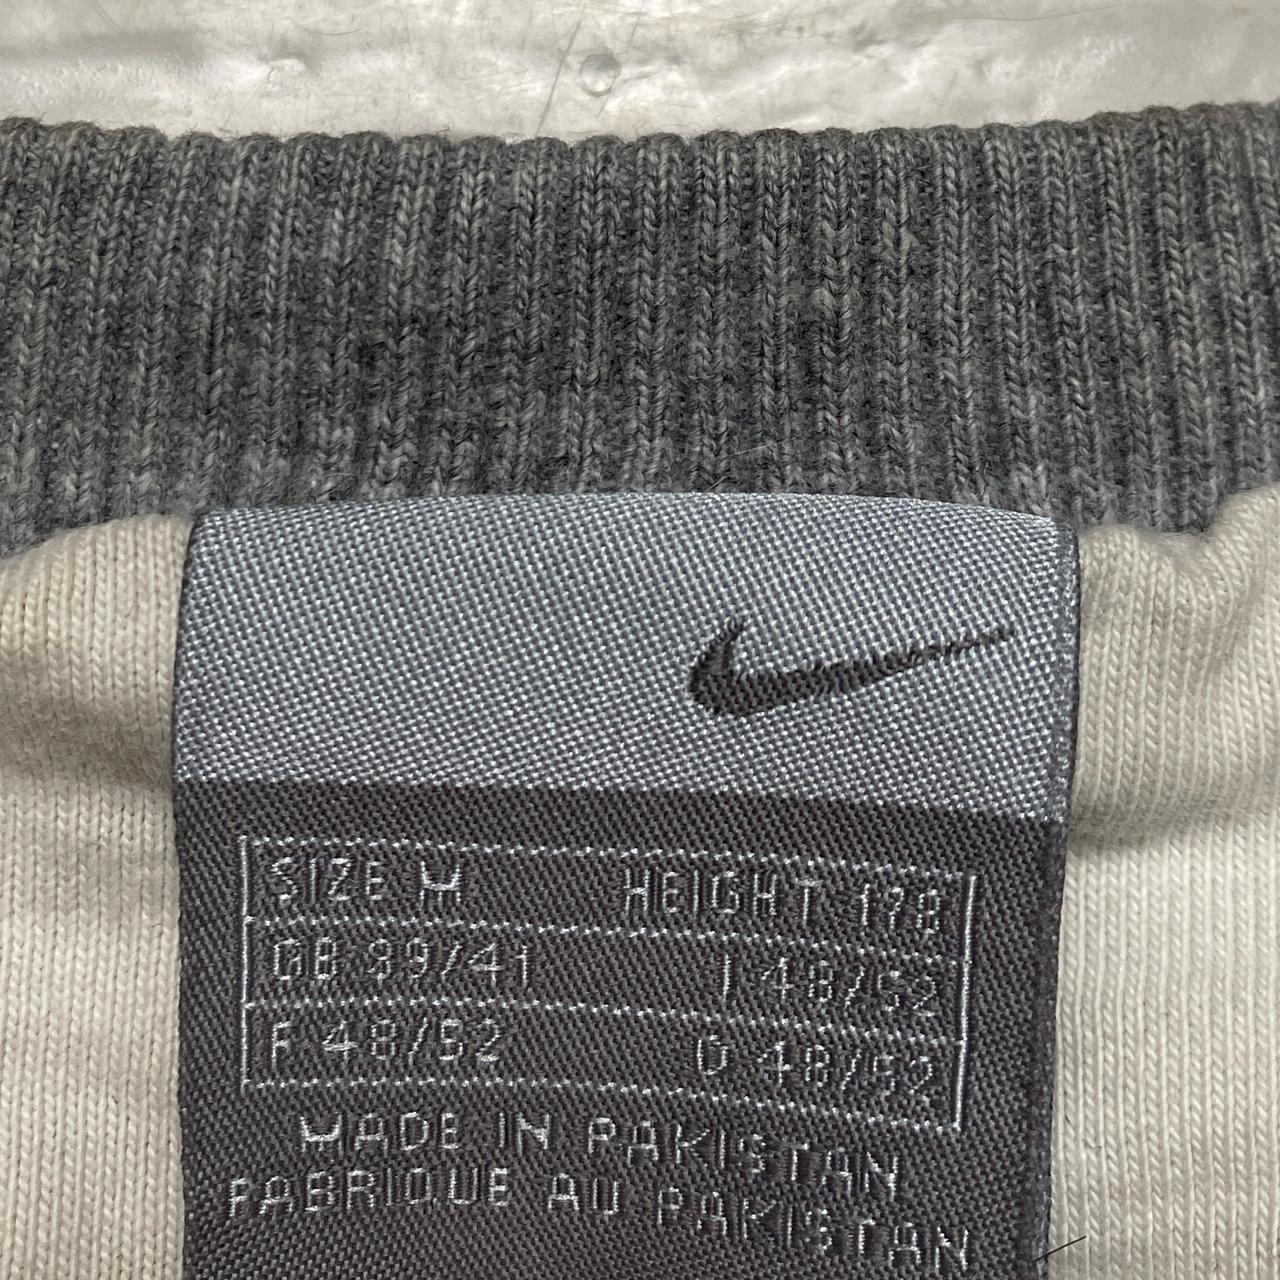 SIZE M HEIGHT 178
GB 39/41 I 48/52
F 48/52 D 48/52
MADE IN PAKISTAN
FABRIQUE AU PAKISTAN